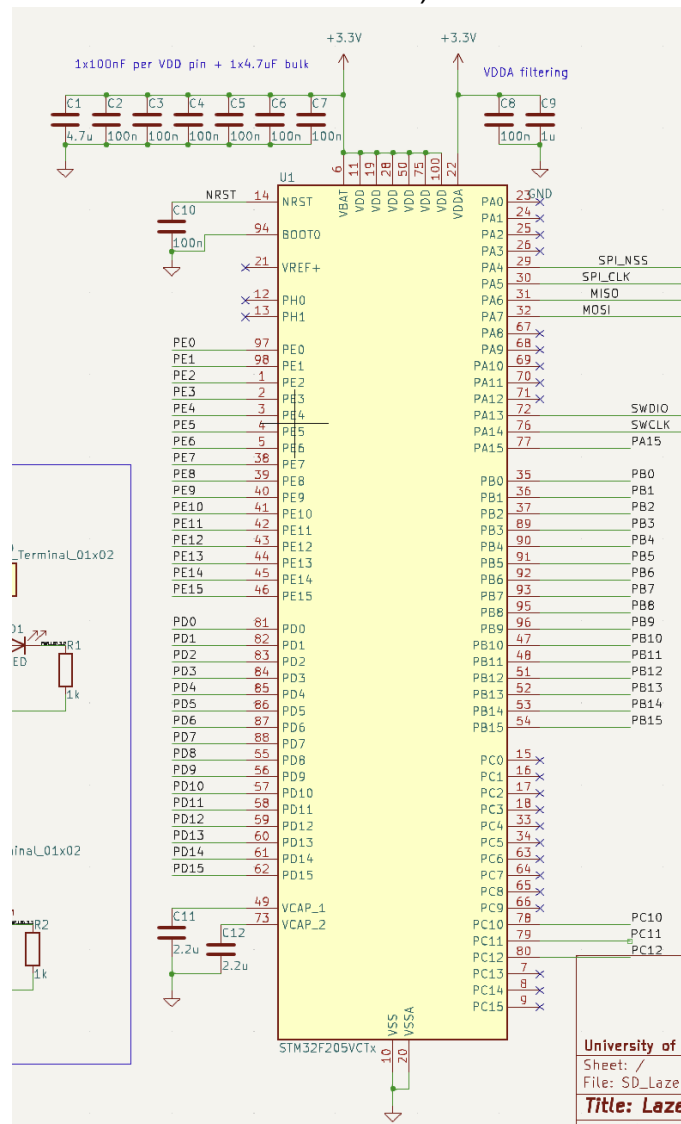 +3.3V +3.3V
1x100nF per VDD pin + 1x4.7uF bulk
VDDA filtering
C1 C2 C3 C4 C5 C6 C7 C8 C9
4.7u 100n 100n 100n 100n 100n 100n 100n 1u
U1
6 11 19 28 50 75 100 22
VBAT VDD VDD VDD VDD VDD VDD VDDA
GND
NRST 14 NRST
C10
100n
94 BOOT0
21 VREF+
12 PH0
13 PH1
PE0 97 PE0
PE1 98 PE1
PE2 1 PE2
PE3 2 PE3
PE4 3 PE4
PE5 4 PE5
PE6 5 PE6
PE7 38 PE7
PE8 39 PE8
PE9 40 PE9
PE10 41 PE10
PE11 42 PE11
PE12 43 PE12
PE13 44 PE13
PE14 45 PE14
PE15 46 PE15
PD0 81 PD0
PD1 82 PD1
PD2 83 PD2
PD3 84 PD3
PD4 85 PD4
PD5 86 PD5
PD6 87 PD6
PD7 88 PD7
PD8 55 PD8
PD9 56 PD9
PD10 57 PD10
PD11 58 PD11
PD12 59 PD12
PD13 60 PD13
PD14 61 PD14
PD15 62 PD15
49 VCAP_1
73 VCAP_2
C11
2.2u
C12
2.2u
PA0 23
PA1 24
PA2 25
PA3 26
PA4 29 SPI_NSS
PA5 30 SPI_CLK
PA6 31 MISO
PA7 32 MOSI
PA8 67
PA9 68
PA10 69
PA11 70
PA12 71
PA13 72 SWDIO
PA14 76 SWCLK
PA15 77 PA15
PB0 35 PB0
PB1 36 PB1
PB2 37 PB2
PB3 89 PB3
PB4 90 PB4
PB5 91 PB5
PB6 92 PB6
PB7 93 PB7
PB8 95 PB8
PB9 96 PB9
PB10 47 PB10
PB11 48 PB11
PB12 51 PB12
PB13 52 PB13
PB14 53 PB14
PB15 54 PB15
PC0 15
PC1 16
PC2 17
PC3 18
PC4 33
PC5 34
PC6 63
PC7 64
PC8 65
PC9 66
PC10 78 PC10
PC11 79 PC11
PC12 80 PC12
PC13 7
PC14 8
PC15 9
VSS VSSA
10 20
STM32F205VCTx
_Terminal_01x02
R1
1k
inal_01x02
R2
1k
University of
Sheet: /
File: SD_Laze
Title: Laze